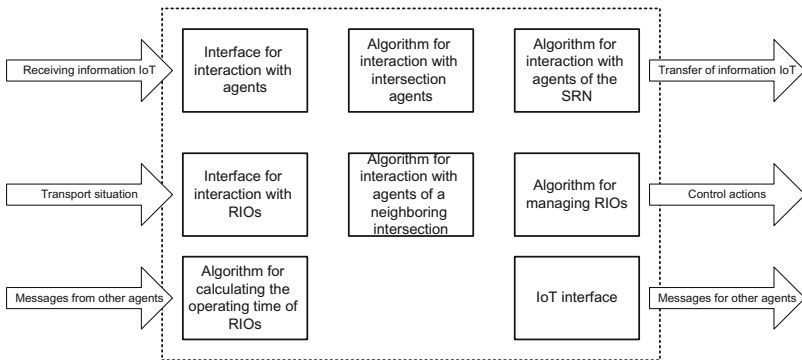 Receiving information IoT
Interface for
interaction with
agents
Algorithm for
interaction with
intersection
agents
Algorithm for
interaction with
agents of the
SRN
Transfer of information IoT
Transport situation
Interface for
interaction with
RIOs
Algorithm for
interaction with
agents of a
neighboring
intersection
Algorithm for
managing RIOs
Control actions
Messages from other agents
Algorithm for
calculating the
operating time of
RIOs
IoT interface
Messages for other agents